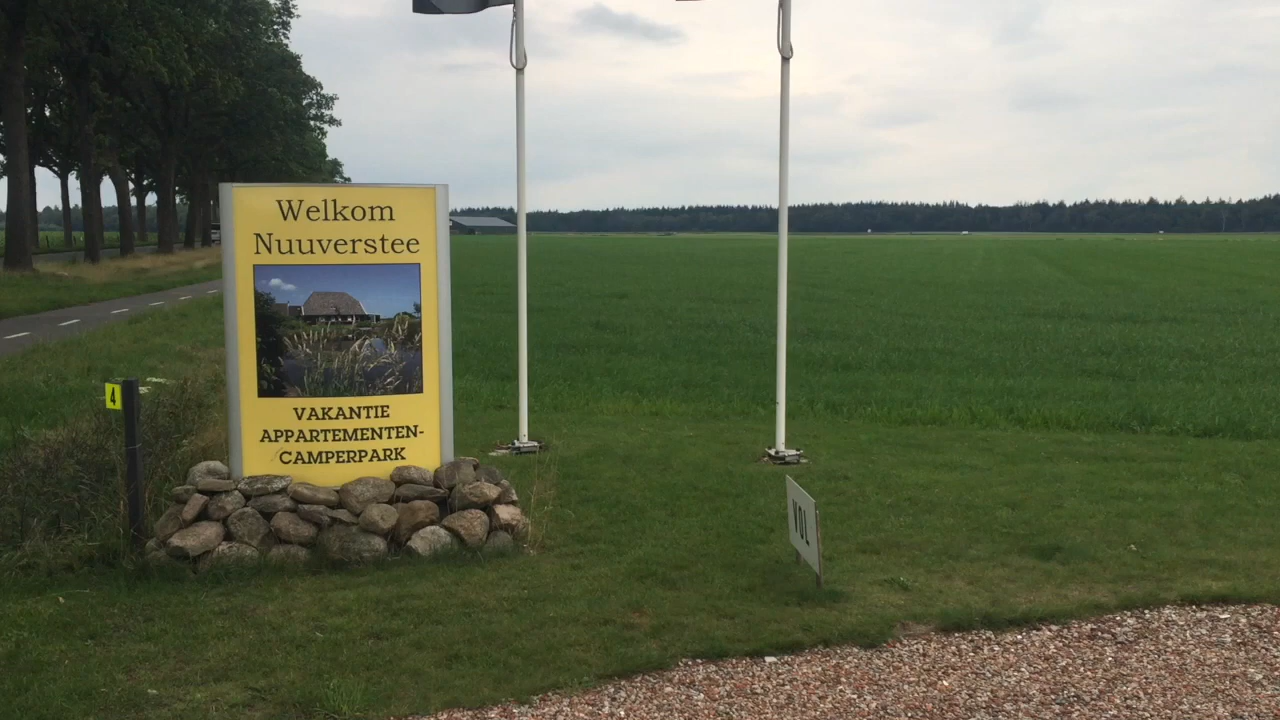 Welkom
Nuuverstee
VAKANTIE
APPARTEMENTEN-
CAMPERPARK
4
VOL